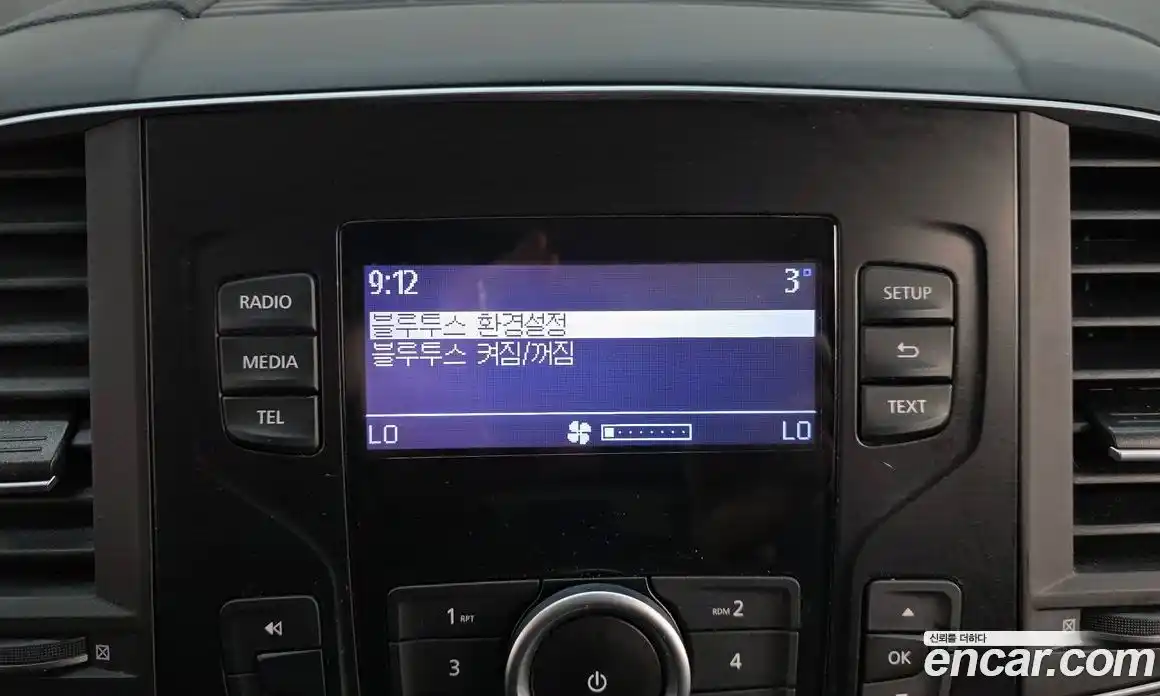 9:12 3°
블루투스 환경설정
블루투스 켜짐/꺼짐
LO LO
RADIO
MEDIA
TEL
SETUP
TEXT
1 RPT
RDM 2
3
4
OK
신뢰를 더하다
encar.com